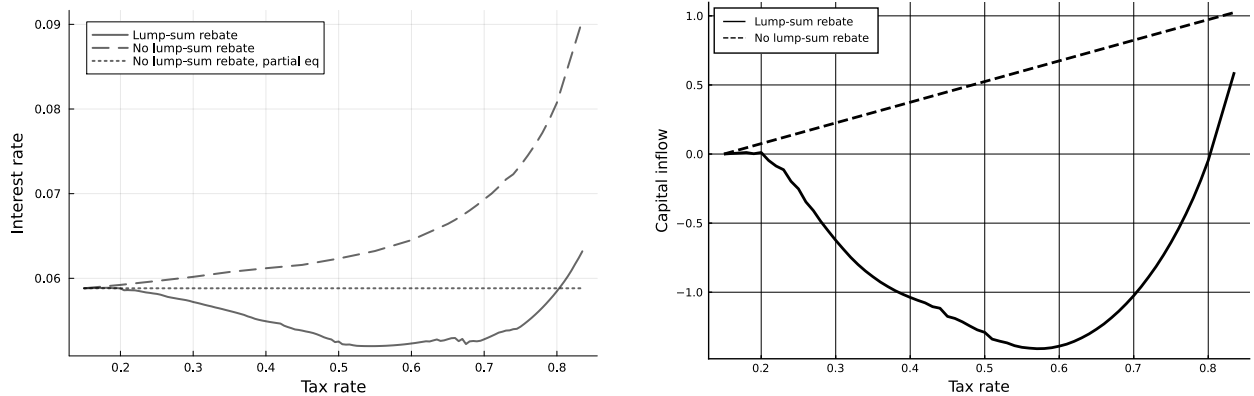 0.09
0.08
0.07
0.06
Interest rate
Lump-sum rebate
No lump-sum rebate
No lump-sum rebate, partial eq
0.2 0.3 0.4 0.5 0.6 0.7 0.8
Tax rate
1.0
0.5
0.0
−0.5
−1.0
Capital inflow
Lump-sum rebate
No lump-sum rebate
0.2 0.3 0.4 0.5 0.6 0.7 0.8
Tax rate